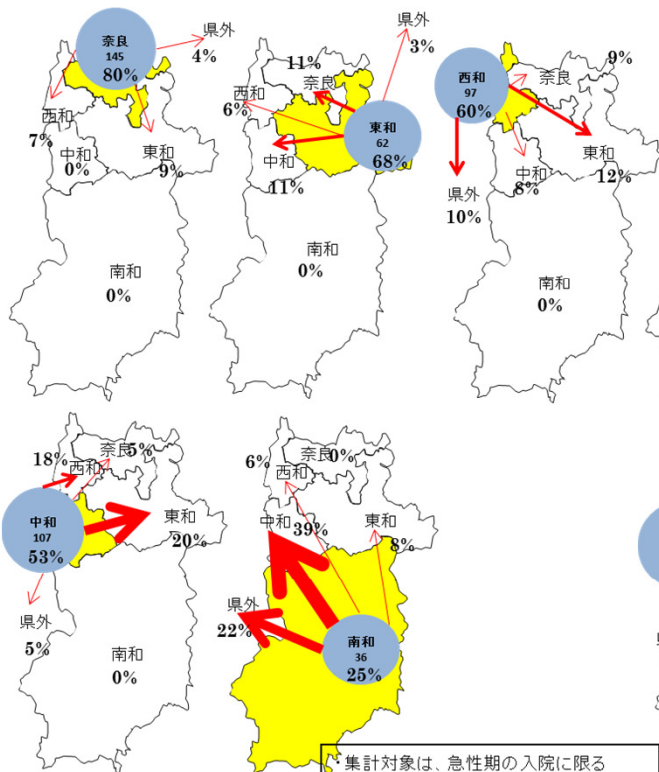 奈良
145
80%
県外
4%
西和
7%
中和
0%
東和
9%
南和
0%
県外
3%
11%
奈良
西和
6%
東和
62
68%
中和
11%
南和
0%
西和
97
60%
奈良
9%
東和
12%
中和
8%
県外
10%
南和
0%
奈良
5%
18%
西和
中和
107
53%
東和
20%
県外
5%
南和
0%
奈良
0%
6%
西和
中和
39%
東和
8%
県外
22%
南和
36
25%
・集計対象は、急性期の入院に限る